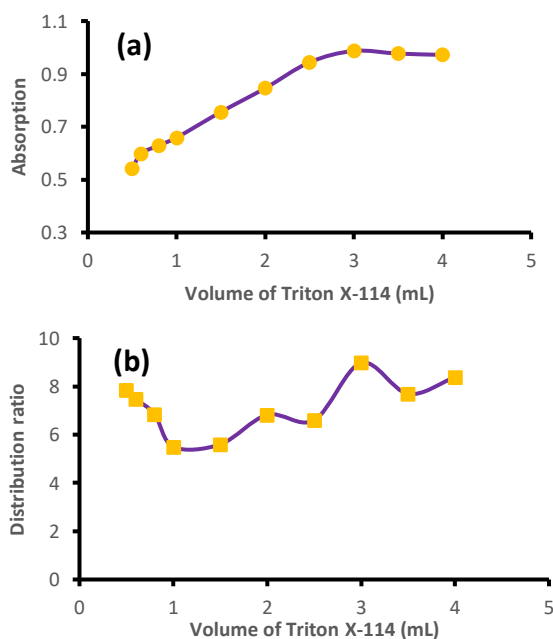 (a)
Absorption
1.1
0.9
0.7
0.5
0.3
0 1 2 3 4 5
Volume of Triton X-114 (mL)
(b)
Distribution ratio
10
8
6
4
2
0
0 1 2 3 4 5
Volume of Triton X-114 (mL)